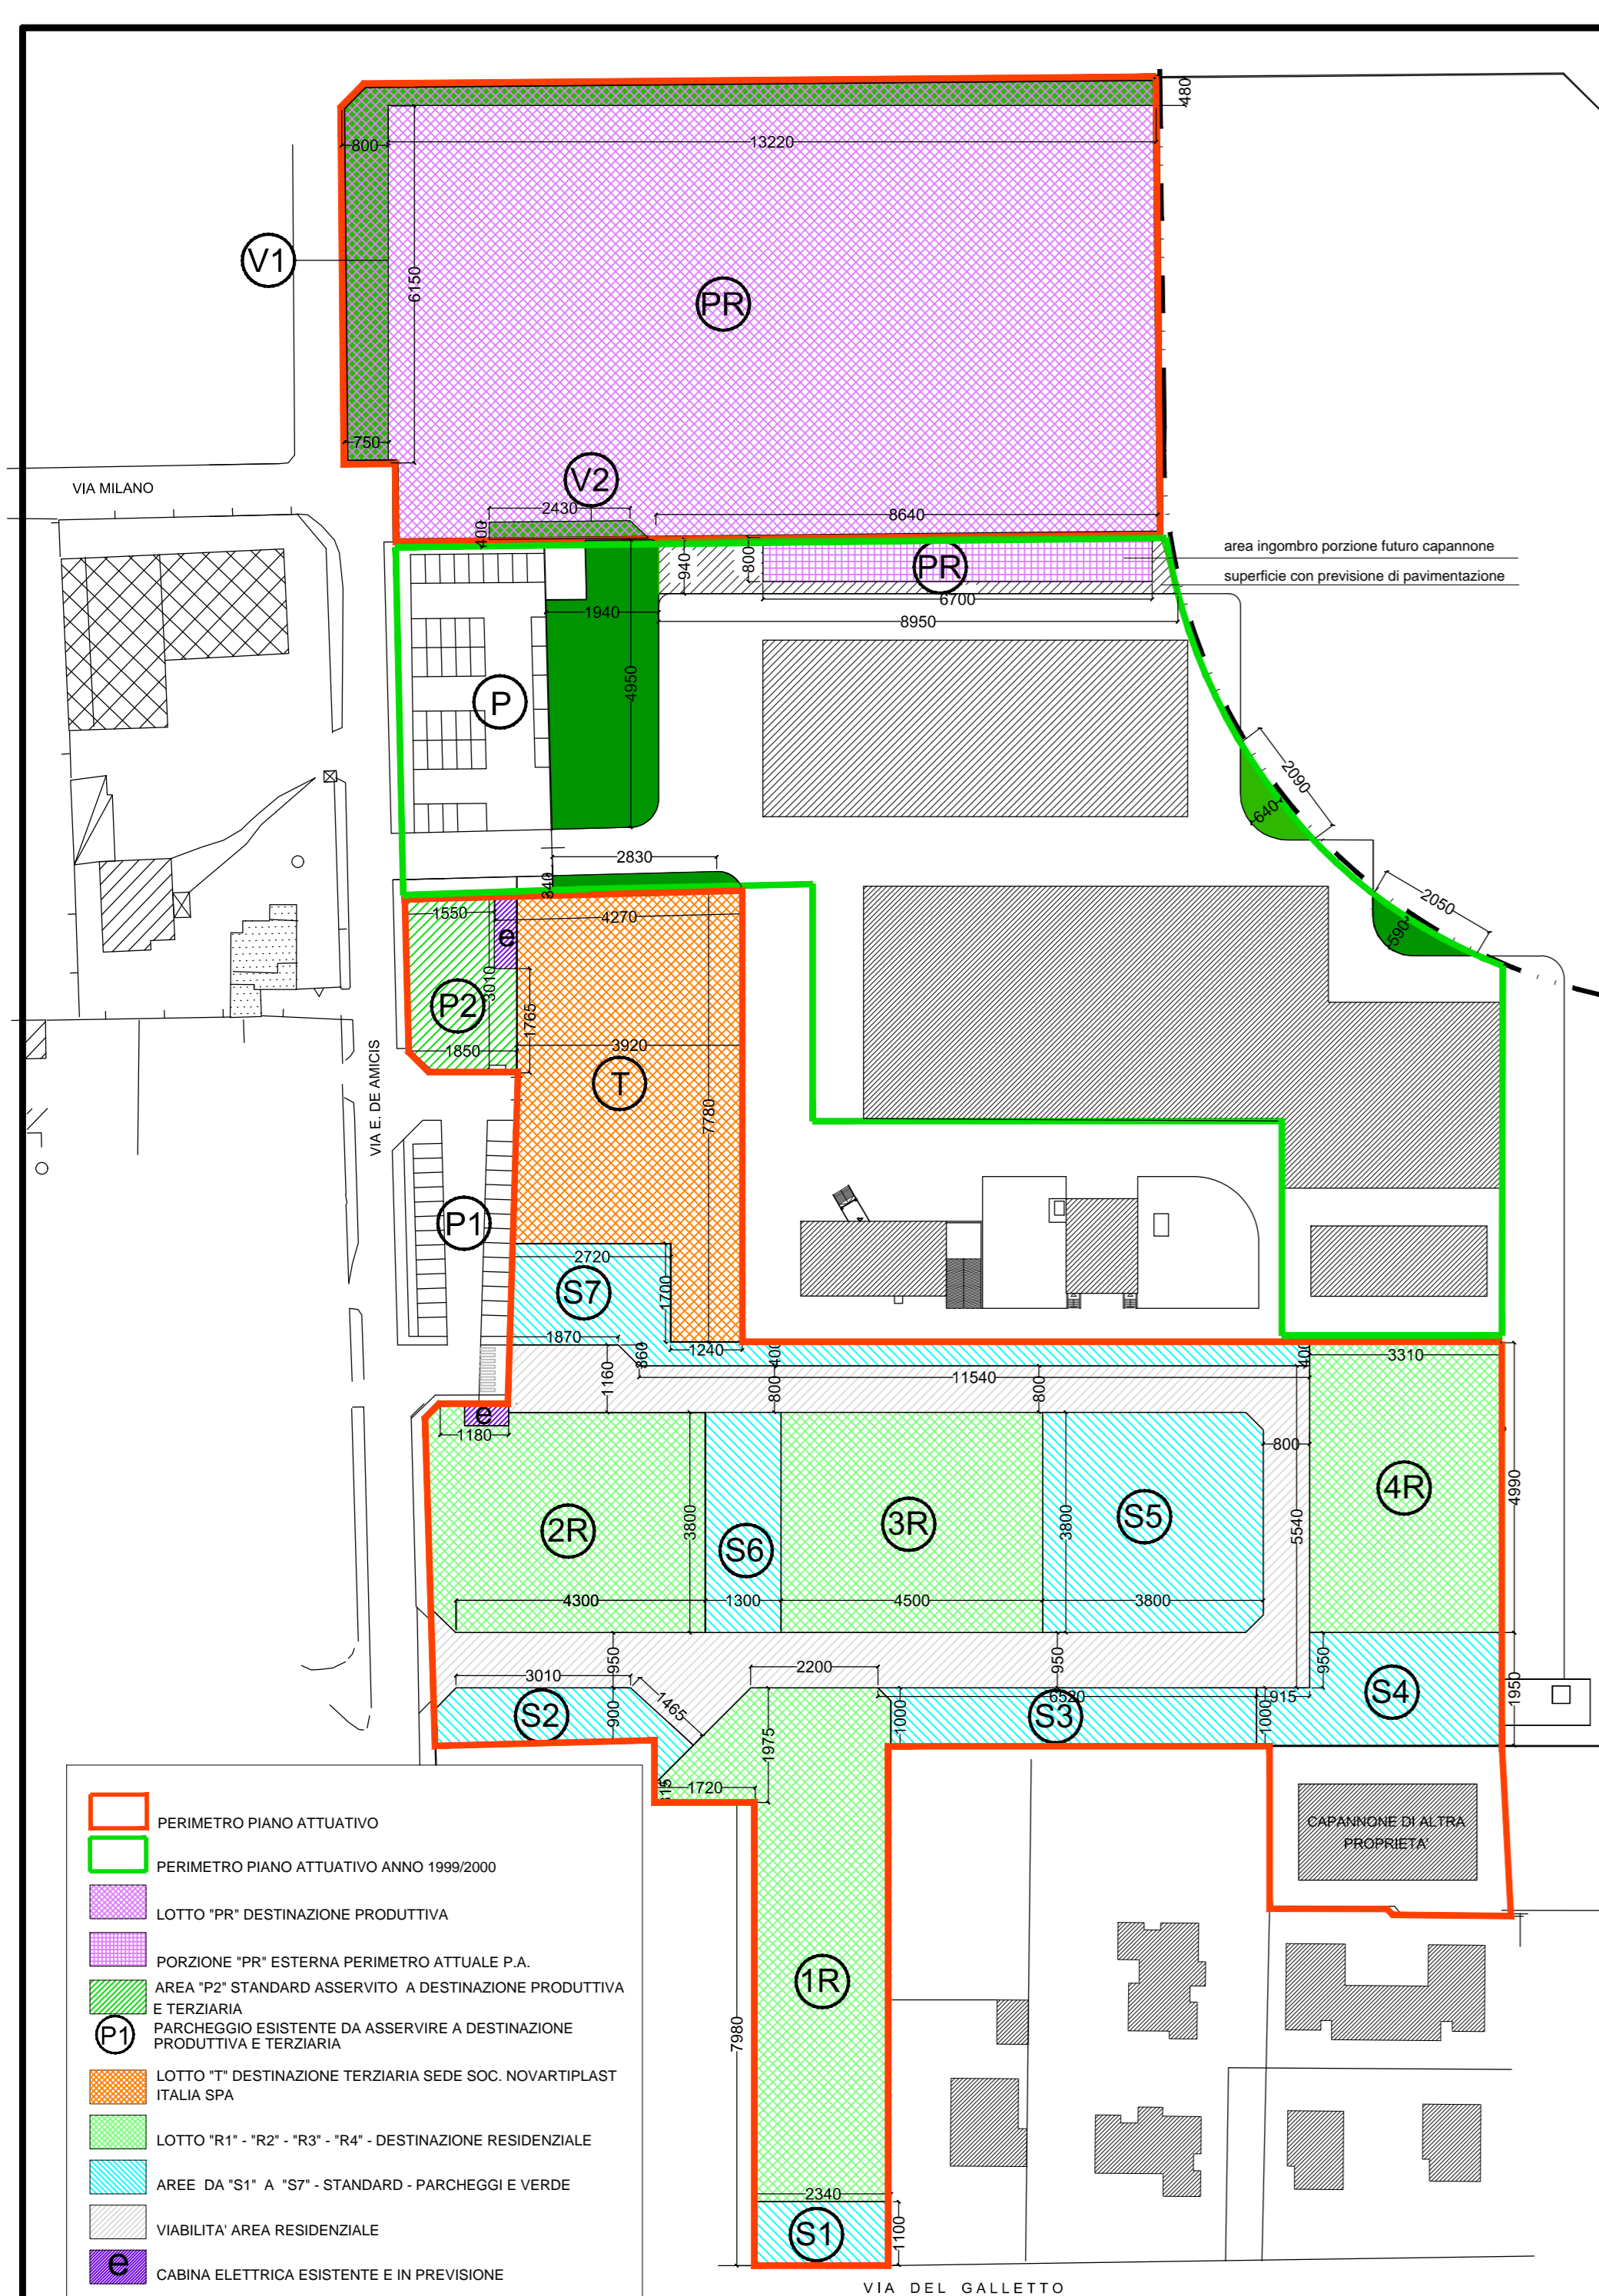 480
800
13220
V1
6150
PR
750
VIA MILANO
V2
2430
400
8640
area ingombro porzione futuro capannone
940
800
PR
superficie con previsione di pavimentazione
6700
1940
8950
4950
P
2090
640
2830
340
2050
590
1550
4270
e
P2
3010
1765
1850
3920
T
VIA E. DE AMICIS
7780
P1
2720
S7
1700
1870
360
1240
400
400
3310
1160
11540
800
800
e
1180
800
4990
4R
2R
3800
S6
3R
3800
S5
5540
4300
1300
4500
3800
950
950
950
3010
2200
1465
6520
915
S4
1950
S2
900
1000
S3
1000
1975
315
1720
CAPANNONE DI ALTRA
PROPRIETA'
PERIMETRO PIANO ATTUATIVO
PERIMETRO PIANO ATTUATIVO ANNO 1999/2000
LOTTO "PR" DESTINAZIONE PRODUTTIVA
PORZIONE "PR" ESTERNA PERIMETRO ATTUALE P.A.
AREA "P2" STANDARD ASSERVITO A DESTINAZIONE PRODUTTIVA
E TERZIARIA
P1
PARCHEGGIO ESISTENTE DA ASSERVIRE A DESTINAZIONE
PRODUTTIVA E TERZIARIA
LOTTO "T" DESTINAZIONE TERZIARIA SEDE SOC. NOVARTIPLAST
ITALIA SPA
LOTTO "R1" - "R2" - "R3" - "R4" - DESTINAZIONE RESIDENZIALE
AREE DA "S1" A "S7" - STANDARD - PARCHEGGI E VERDE
VIABILITA' AREA RESIDENZIALE
e
CABINA ELETTRICA ESISTENTE E IN PREVISIONE
1R
7980
2340
S1
1100
VIA DEL GALLETTO